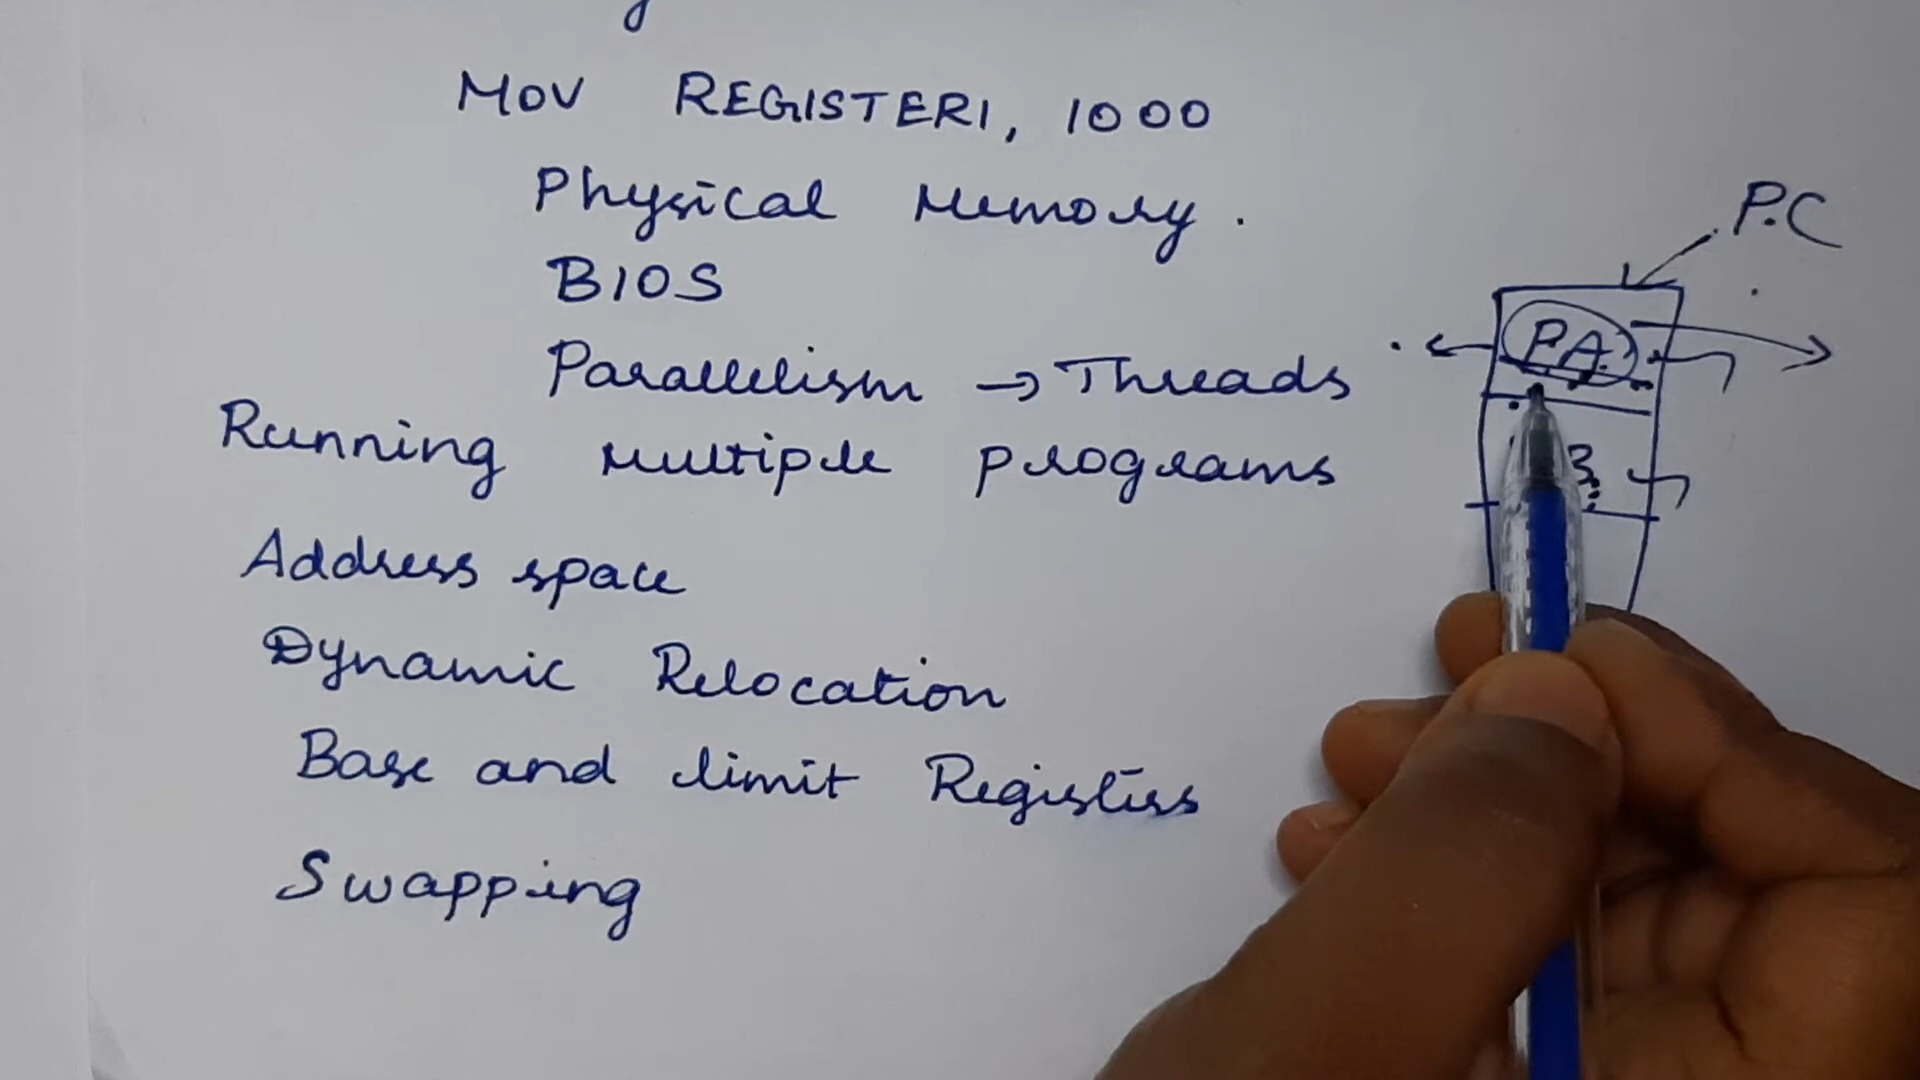 MOV REGISTER1, 1000
Physical Memory.
BIOS
Parallelism → Threads
Running multiple programs
Address space
Dynamic Relocation
Base and limit Registers
Swapping
P.C
P.A